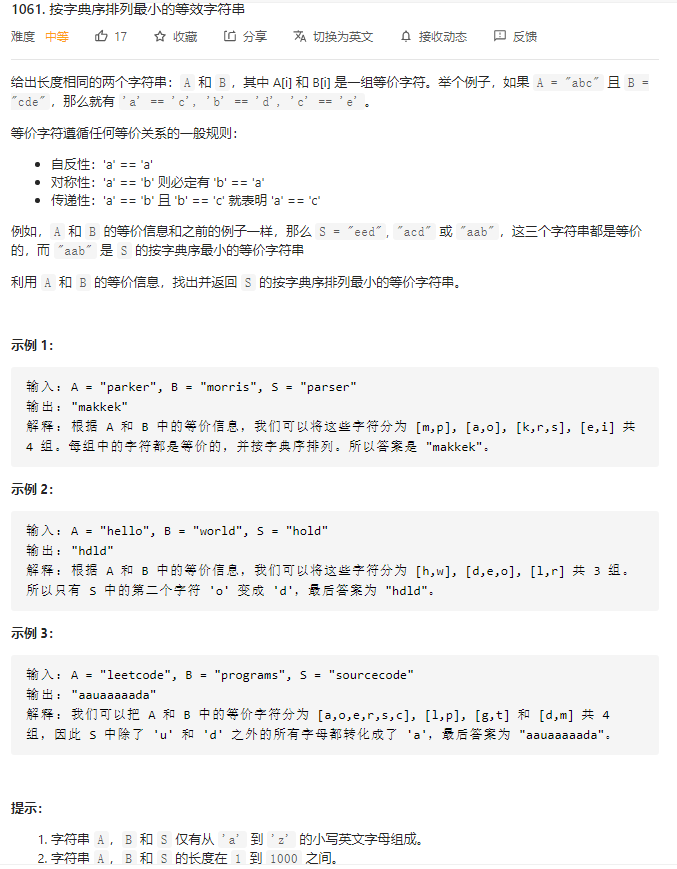 1061. 按字典序排列最小的等效字符串
难度 中等 17 收藏 分享 切换为英文 接收动态 反馈
给出长度相同的两个字符串：A 和 B，其中 A[i] 和 B[i] 是一组等价字符。举个例子，如果 A = "abc" 且 B =
"cde"，那么就有 'a' == 'c', 'b' == 'd', 'c' == 'e'。
等价字符遵循任何等价关系的一般规则：
• 自反性：'a' == 'a'
• 对称性：'a' == 'b' 则必定有 'b' == 'a'
• 传递性：'a' == 'b' 且 'b' == 'c' 就表明 'a' == 'c'
例如，A 和 B 的等价信息和之前的例子一样，那么 S = "eed", "acd" 或 "aab"，这三个字符串都是等价
的，而 "aab" 是 S 的按字典序最小的等价字符串
利用 A 和 B 的等价信息，找出并返回 S 的按字典序排列最小的等价字符串。
示例 1：
输入：A = "parker", B = "morris", S = "parser"
输出："makkek"
解释：根据 A 和 B 中的等价信息，我们可以将这些字符分为 [m,p], [a,o], [k,r,s], [e,i] 共
4 组。每组中的字符都是等价的，并按字典序排列。所以答案是 "makkek"。
示例 2：
输入：A = "hello", B = "world", S = "hold"
输出："hdld"
解释：根据 A 和 B 中的等价信息，我们可以将这些字符分为 [h,w], [d,e,o], [l,r] 共 3 组。
所以只有 S 中的第二个字符 'o' 变成 'd'，最后答案为 "hdld"。
示例 3：
输入：A = "leetcode", B = "programs", S = "sourcecode"
输出："aauaaaaada"
解释：我们可以把 A 和 B 中的等价字符分为 [a,o,e,r,s,c], [l,p], [g,t] 和 [d,m] 共 4
组，因此 S 中除了 'u' 和 'd' 之外的所有字母都转化成了 'a'，最后答案为 "aauaaaaada"。
提示：
1. 字符串 A，B 和 S 仅有从 'a' 到 'z' 的小写英文字母组成。
2. 字符串 A，B 和 S 的长度在 1 到 1000 之间。